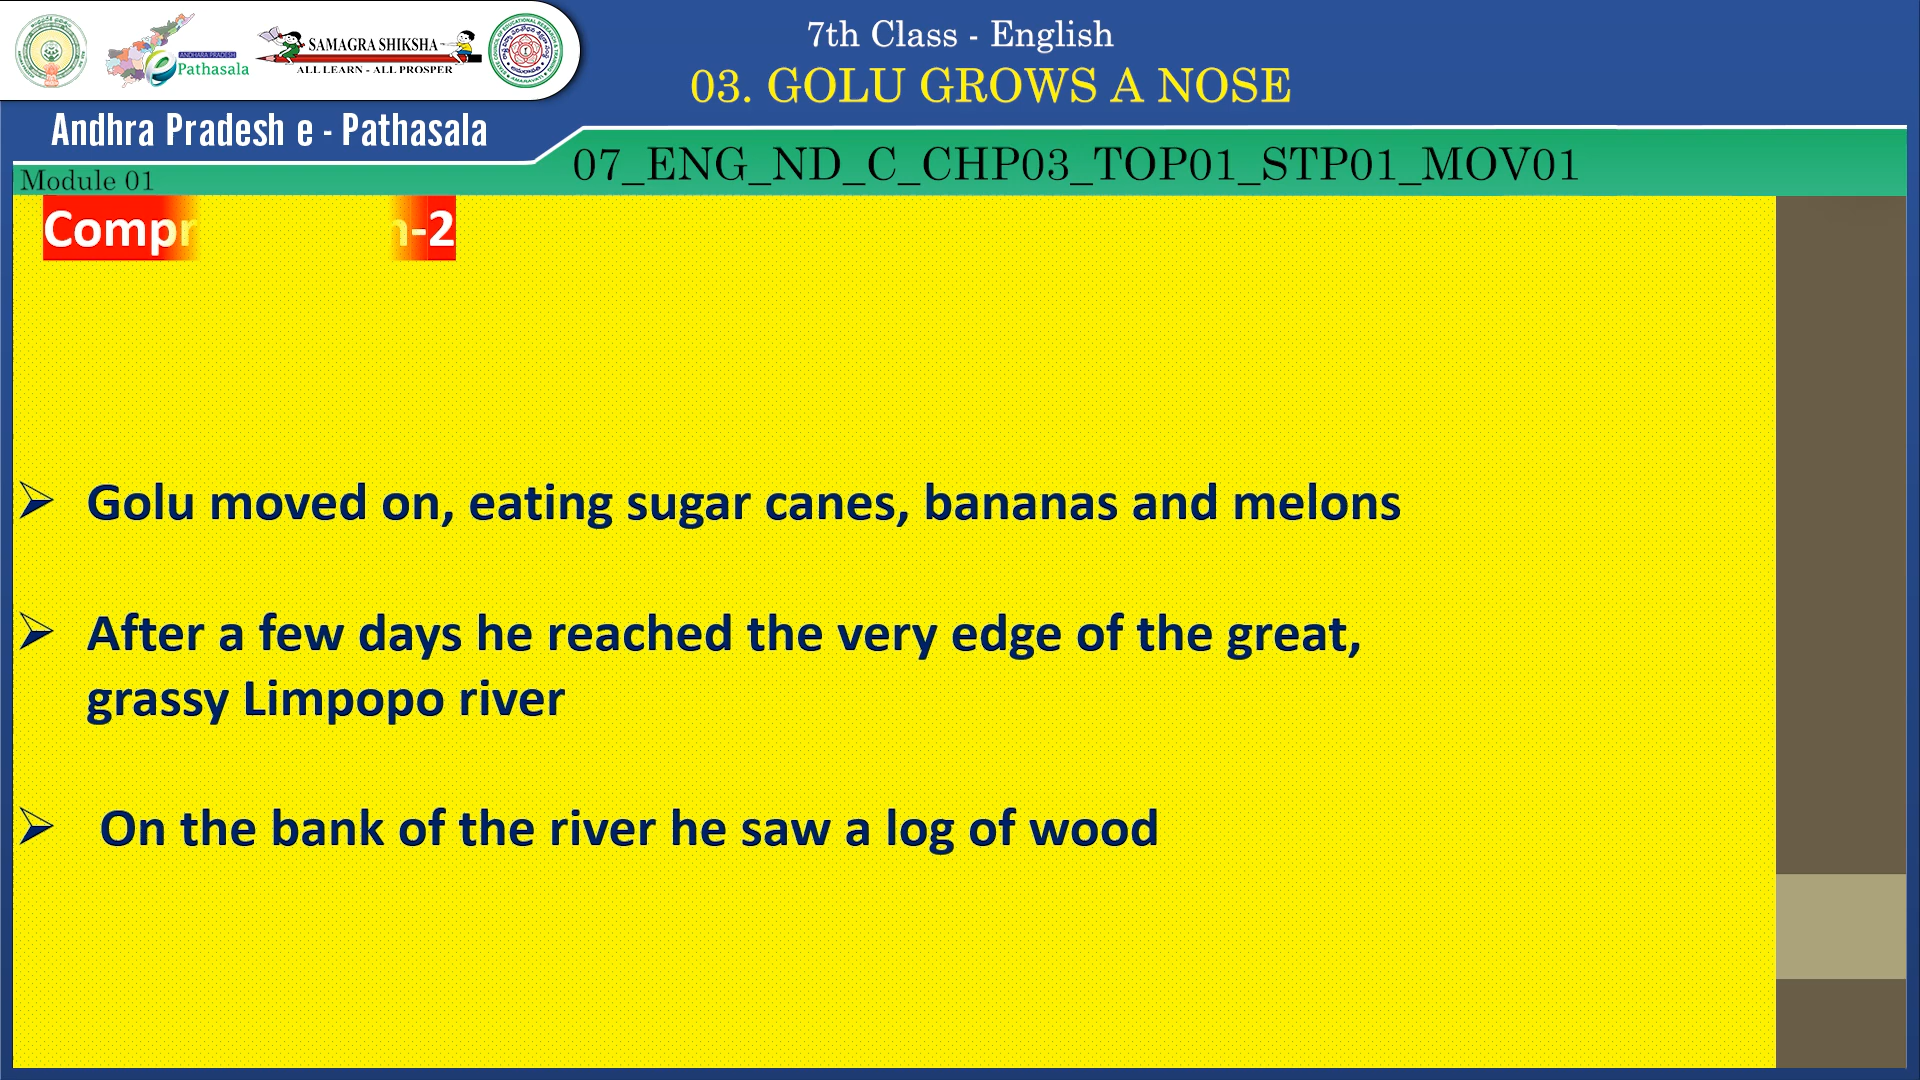 7th Class - English
03. GOLU GROWS A NOSE
ANDHRA PRADESH
Pathasala
SAMAGRA SHIKSHA
ALL LEARN - ALL PROSPER
Andhra Pradesh e - Pathasala
07_ENG_ND_C_CHP03_TOP01_STP01_MOV01
Module 01
Golu moved on, eating sugar canes, bananas and melons
After a few days he reached the very edge of the great,
grassy Limpopo river
On the bank of the river he saw a log of wood